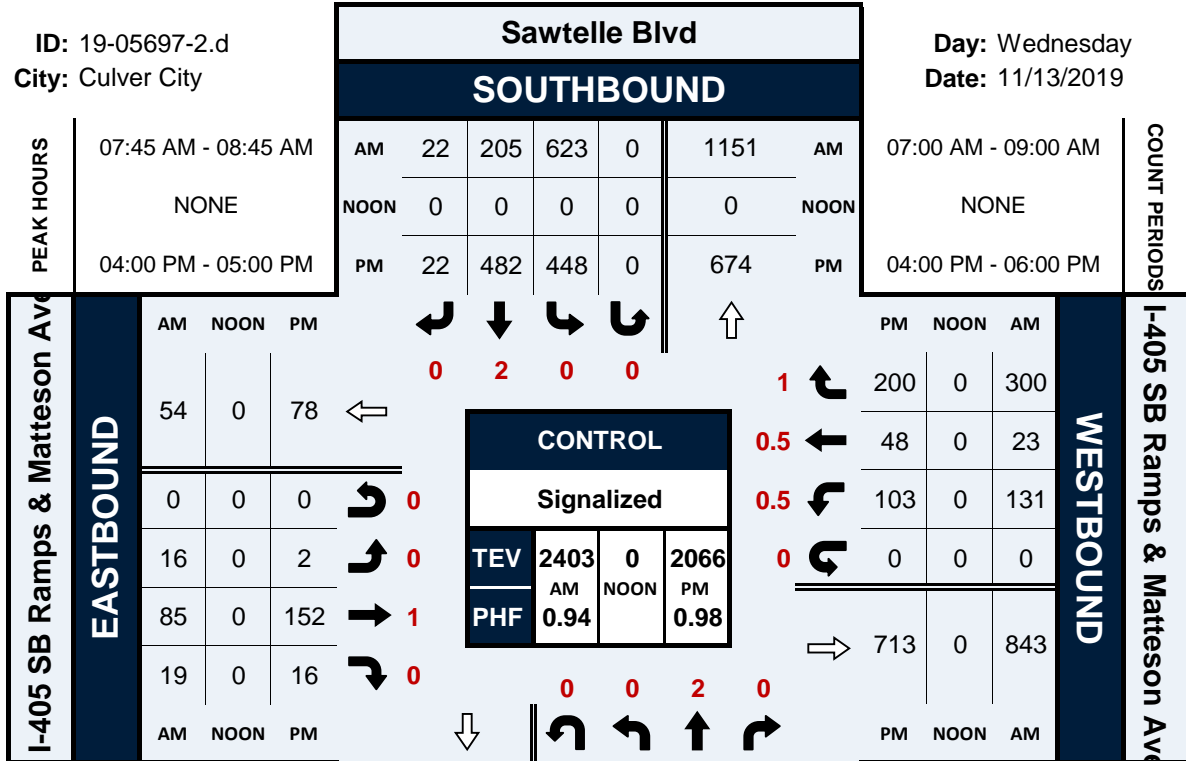 ID: 19-05697-2.d
City: Culver City
Sawtelle Blvd
SOUTHBOUND
Day: Wednesday
Date: 11/13/2019
PEAK HOURS
07:45 AM - 08:45 AM
NONE
04:00 PM - 05:00 PM
AM 22 205 623 0 1151 AM
NOON 0 0 0 0 0 NOON
PM 22 482 448 0 674 PM
07:00 AM - 09:00 AM
NONE
04:00 PM - 06:00 PM
COUNT PERIODS
0 2 0 0
I-405 SB Ramps & Matteson Ave
EASTBOUND
AM NOON PM
54 0 78
0 0 0 0
16 0 2 0
85 0 152 1
19 0 16 0
AM NOON PM
CONTROL
Signalized
TEV 2403 0 2066
AM NOON PM
PHF 0.94 0.98
PM NOON AM
1 200 0 300
0.5 48 0 23
0.5 103 0 131
0 0 0 0
713 0 843
PM NOON AM
WESTBOUND
I-405 SB Ramps & Matteson Ave
0 0 2 0